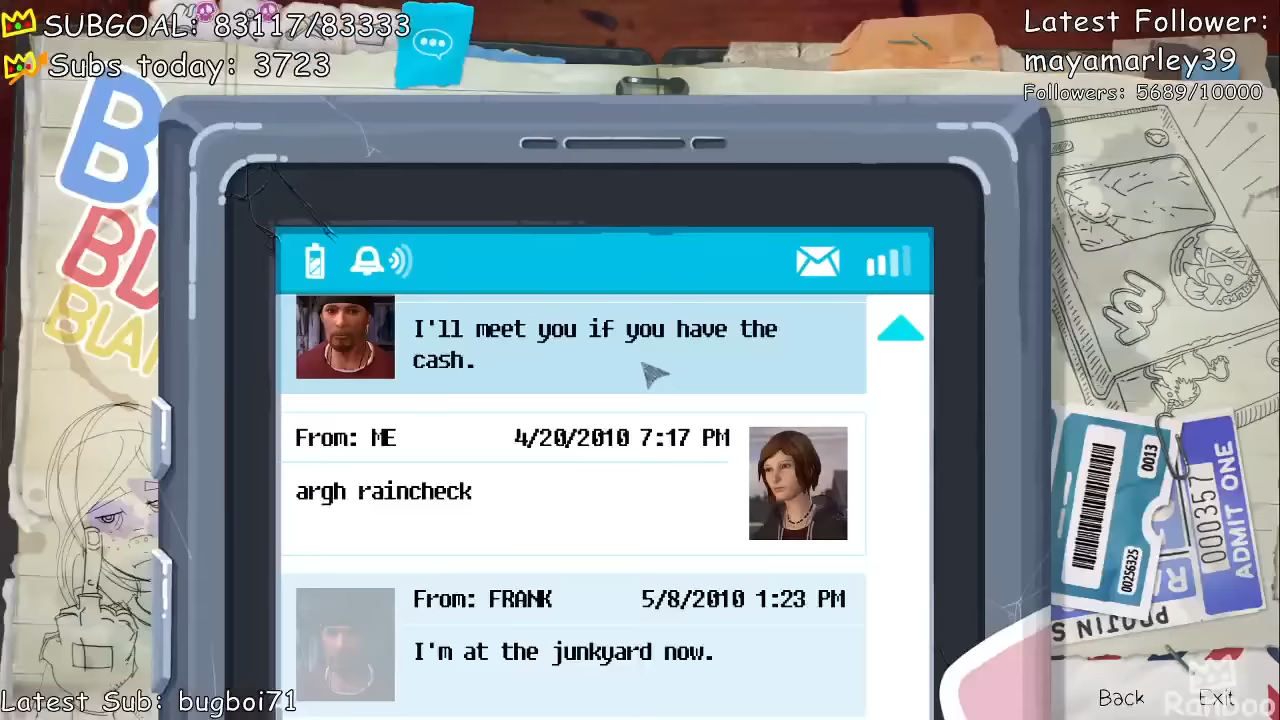 SUBGOAL: 83117/83333
Subs today: 3723
Latest Follower:
mayamarley39
Followers: 5689/10000
I'll meet you if you have the
cash.
From: ME 4/20/2010 7:17 PM
argh raincheck
From: FRANK 5/8/2010 1:23 PM
I'm at the junkyard now.
0013
00256325
000357
ADMIT ONE
Latest Sub: bugboi71
Back
Exit
Ranboo